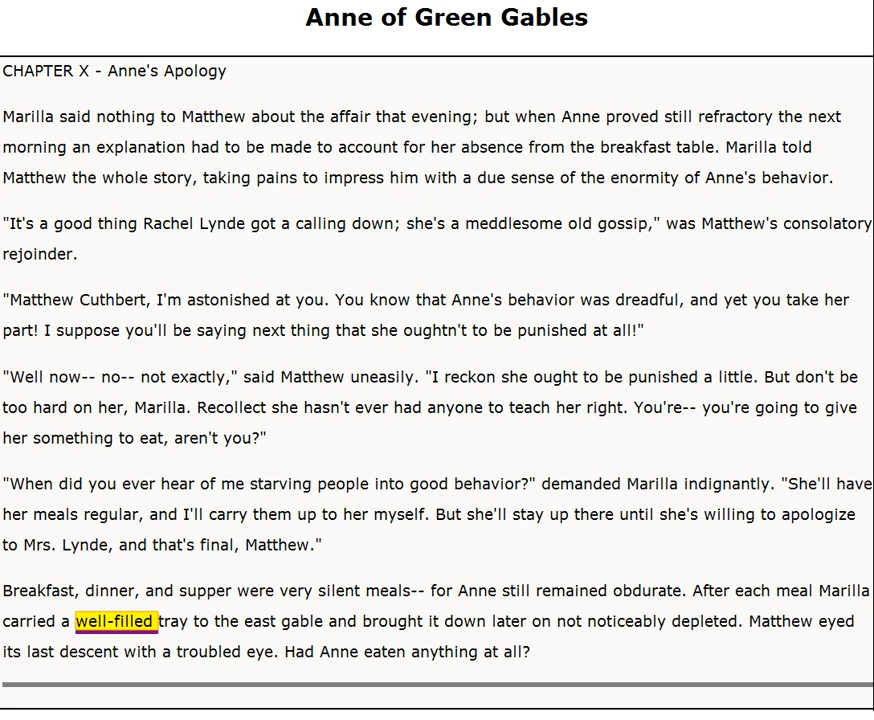 Anne of Green Gables
CHAPTER X - Anne's Apology
Marilla said nothing to Matthew about the affair that evening; but when Anne proved still refractory the next
morning an explanation had to be made to account for her absence from the breakfast table. Marilla told
Matthew the whole story, taking pains to impress him with a due sense of the enormity of Anne's behavior.
"It's a good thing Rachel Lynde got a calling down; she's a meddlesome old gossip," was Matthew's consolatory
rejoinder.
"Matthew Cuthbert, I'm astonished at you. You know that Anne's behavior was dreadful, and yet you take her
part! I suppose you'll be saying next thing that she oughtn't to be punished at all!"
"Well now-- no-- not exactly," said Matthew uneasily. "I reckon she ought to be punished a little. But don't be
too hard on her, Marilla. Recollect she hasn't ever had anyone to teach her right. You're-- you're going to give
her something to eat, aren't you?"
"When did you ever hear of me starving people into good behavior?" demanded Marilla indignantly. "She'll have
her meals regular, and I'll carry them up to her myself. But she'll stay up there until she's willing to apologize
to Mrs. Lynde, and that's final, Matthew."
Breakfast, dinner, and supper were very silent meals-- for Anne still remained obdurate. After each meal Marilla
carried a well-filled tray to the east gable and brought it down later on not noticeably depleted. Matthew eyed
its last descent with a troubled eye. Had Anne eaten anything at all?